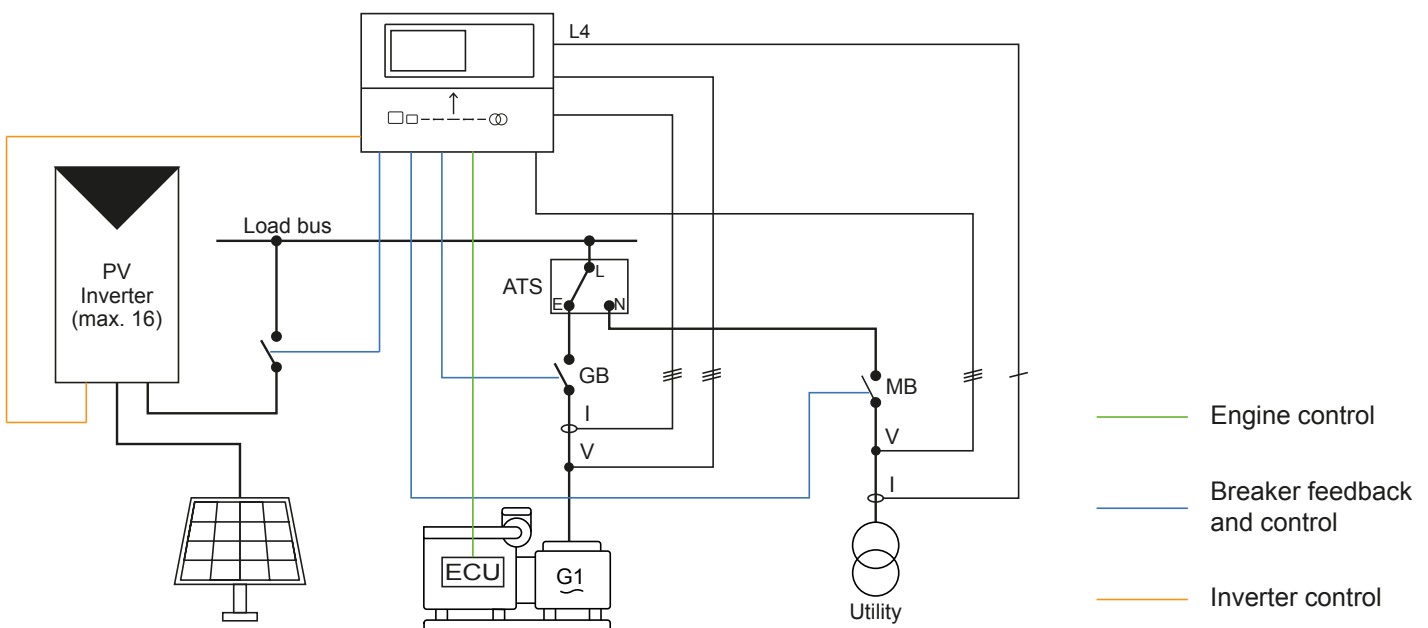 L4
Load bus
PV
Inverter
(max. 16)
ATS
L
E
N
GB
MB
I
V
V
I
ECU
G1
Utility
Engine control
Breaker feedback
and control
Inverter control